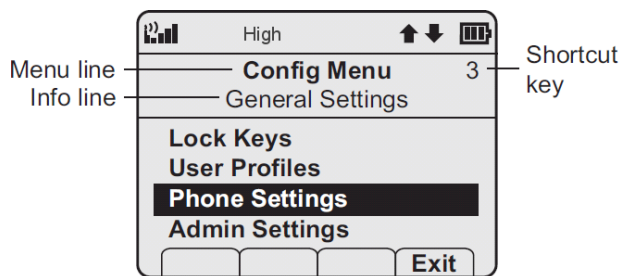 High
Menu line Config Menu 3 Shortcut key
Info line General Settings
Lock Keys
User Profiles
Phone Settings
Admin Settings
Exit